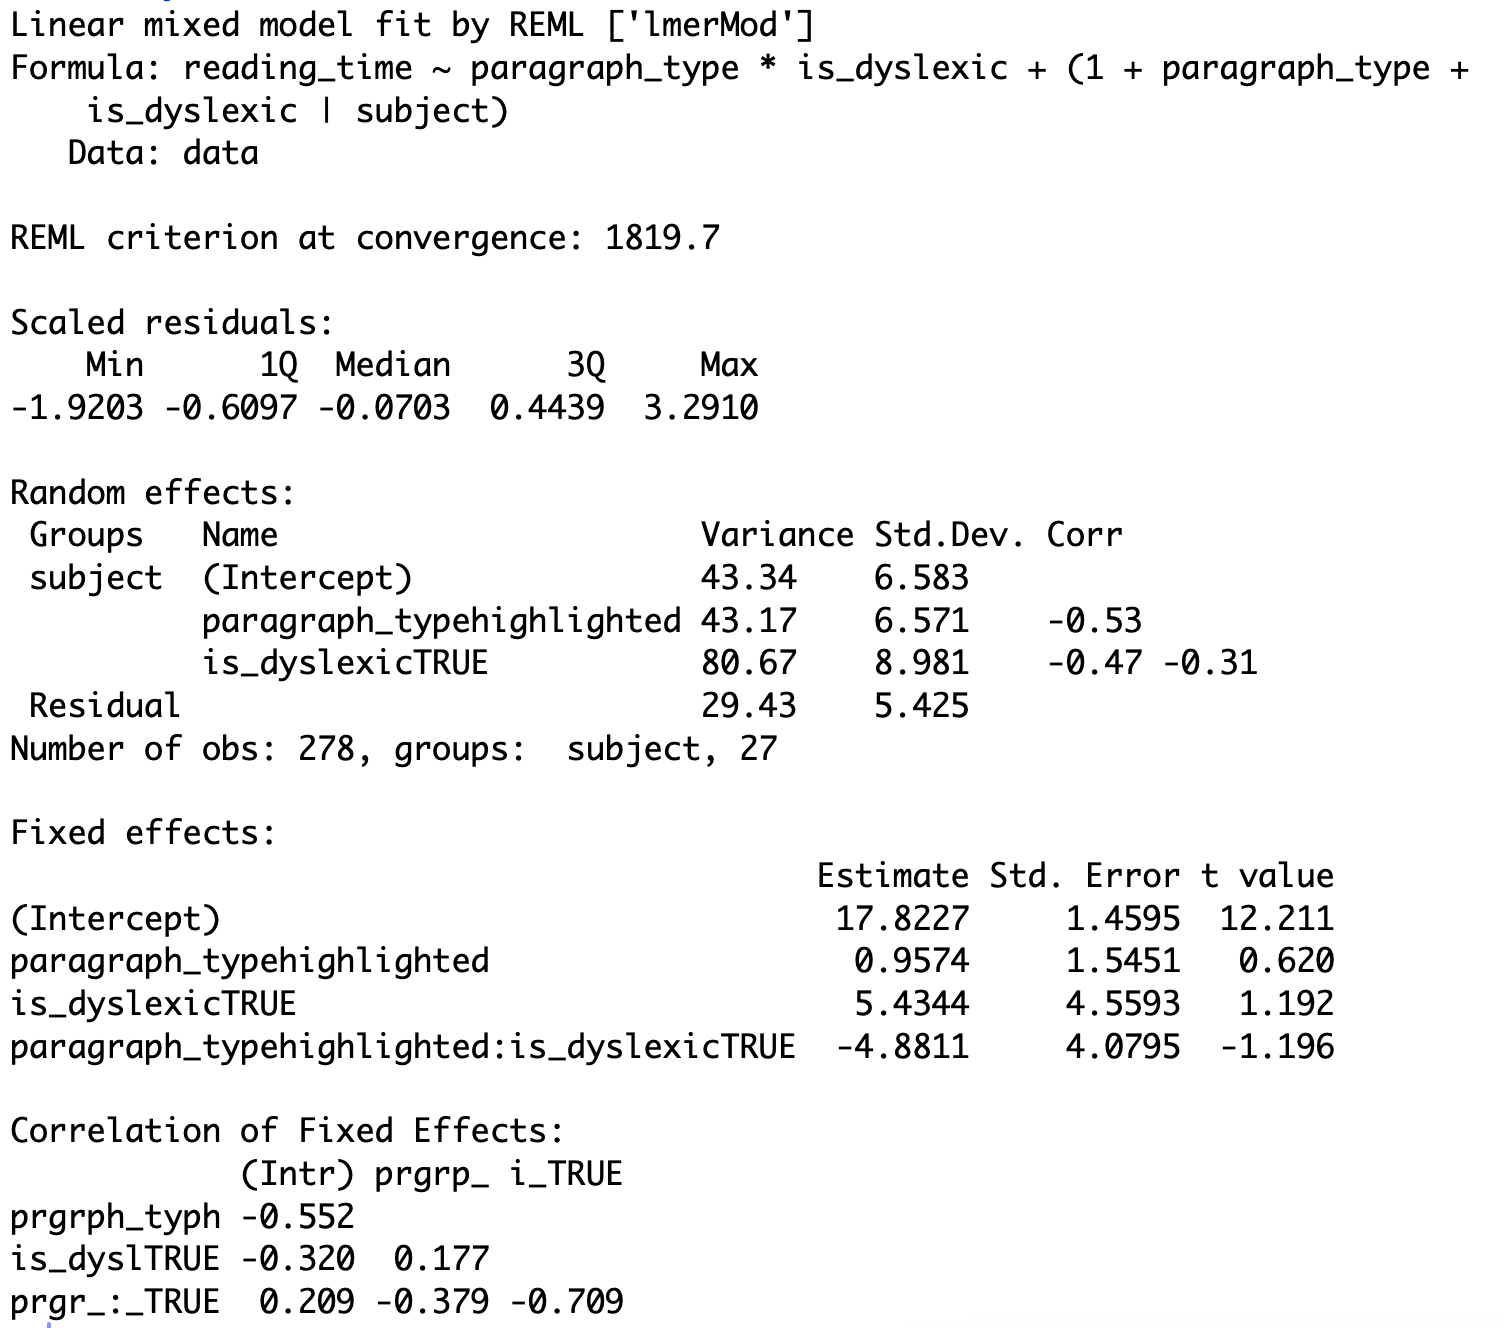 Linear mixed model fit by REML ['lmerMod']
Formula: reading_time ~ paragraph_type * is_dyslexic + (1 + paragraph_type +
    is_dyslexic | subject)
   Data: data

REML criterion at convergence: 1819.7

Scaled residuals:
    Min      1Q  Median      3Q     Max
-1.9203 -0.6097 -0.0703  0.4439  3.2910

Random effects:
 Groups   Name                      Variance Std.Dev. Corr
 subject  (Intercept)               43.34    6.583
          paragraph_typehighlighted 43.17    6.571    -0.53
          is_dyslexicTRUE           80.67    8.981    -0.47 -0.31
 Residual                           29.43    5.425
Number of obs: 278, groups:  subject, 27

Fixed effects:
                                          Estimate Std. Error t value
(Intercept)                                17.8227     1.4595  12.211
paragraph_typehighlighted                   0.9574     1.5451   0.620
is_dyslexicTRUE                             5.4344     4.5593   1.192
paragraph_typehighlighted:is_dyslexicTRUE  -4.8811     4.0795  -1.196

Correlation of Fixed Effects:
            (Intr) prgrp_ i_TRUE
prgrph_typh -0.552
is_dyslTRUE -0.320  0.177
prgr_:_TRUE  0.209 -0.379 -0.709